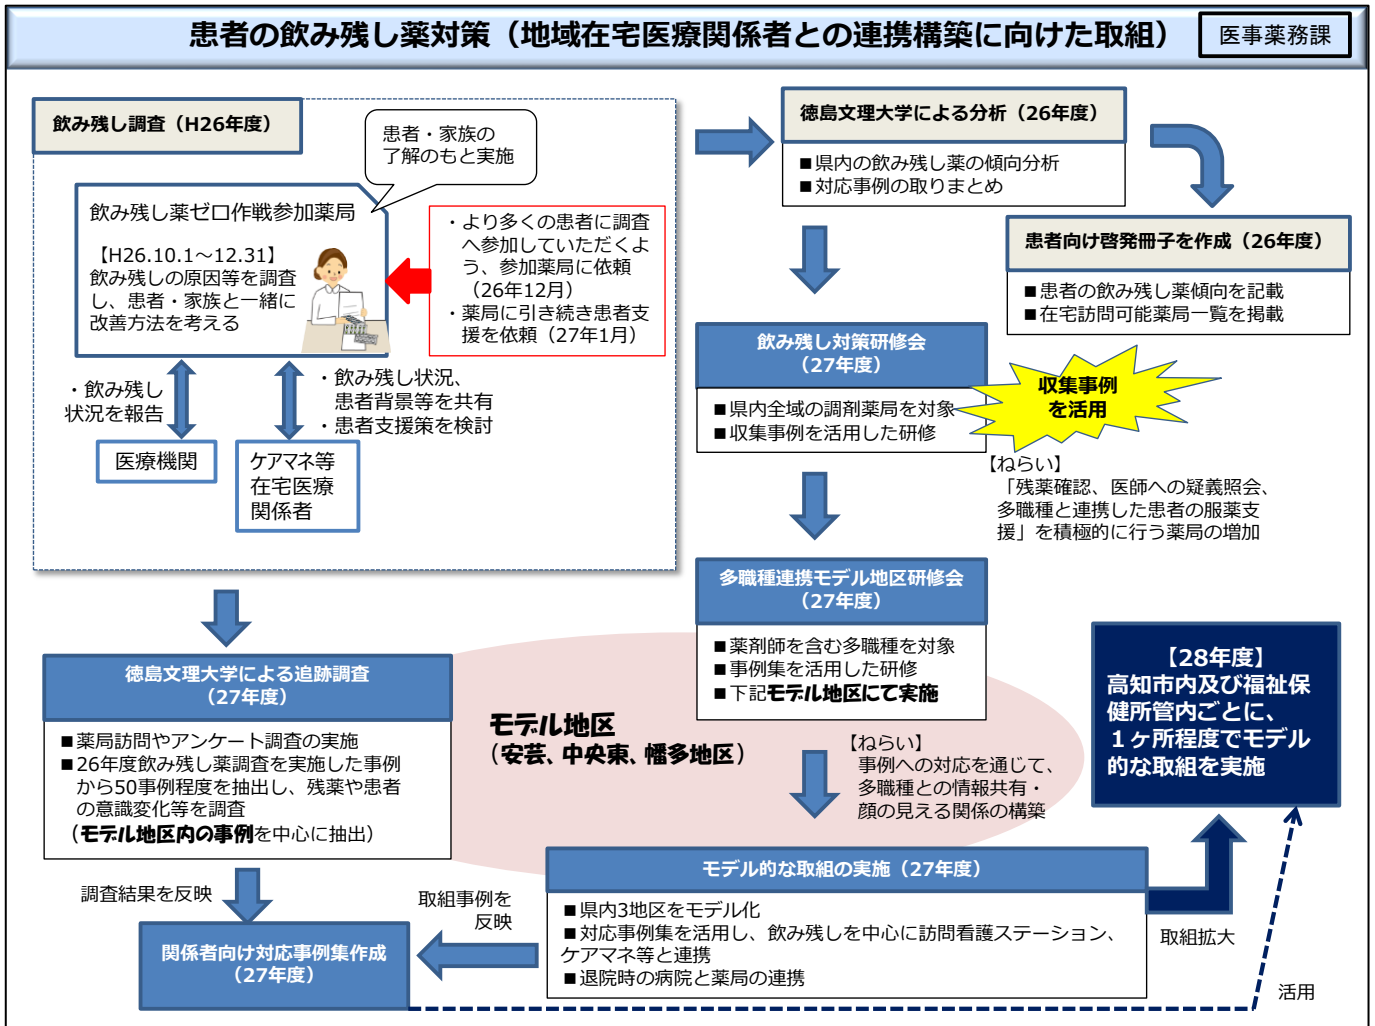 患者の飲み残し薬対策（地域在宅医療関係者との連携構築に向けた取組）
医事薬務課
飲み残し調査（H26年度）
患者・家族の
了解のもと実施
飲み残し薬ゼロ作戦参加薬局
【H26.10.1～12.31】
飲み残しの原因等を調査
し、患者・家族と一緒に
改善方法を考える
・より多くの患者に調査
へ参加していただくよ
う、参加薬局に依頼
（26年12月）
・薬局に引き続き患者支
援を依頼（27年1月）
・飲み残し
状況を報告
・飲み残し状況、
患者背景等を共有
・患者支援策を検討
医療機関
ケアマネ等
在宅医療
関係者
徳島文理大学による分析（26年度）
■県内の飲み残し薬の傾向分析
■対応事例の取りまとめ
患者向け啓発冊子を作成（26年度）
■患者の飲み残し薬傾向を記載
■在宅訪問可能薬局一覧を掲載
飲み残し対策研修会
（27年度）
■県内全域の調剤薬局を対象
■収集事例を活用した研修
収集事例
を活用
【ねらい】
「残薬確認、医師への疑義照会、
多職種と連携した患者の服薬支
援」を積極的に行う薬局の増加
多職種連携モデル地区研修会
（27年度）
■薬剤師を含む多職種を対象
■事例集を活用した研修
■下記モデル地区にて実施
徳島文理大学による追跡調査
（27年度）
■薬局訪問やアンケート調査の実施
■26年度飲み残し薬調査を実施した事例
から50事例程度を抽出し、残薬や患者
の意識変化等を調査
（モデル地区内の事例を中心に抽出）
モデル地区
（安芸、中央東、幡多地区）
【ねらい】
事例への対応を通じて、
多職種との情報共有・
顔の見える関係の構築
【28年度】
高知市内及び福祉保
健所管内ごとに、
１ヶ所程度でモデル
的な取組を実施
モデル的な取組の実施（27年度）
■県内3地区をモデル化
■対応事例集を活用し、飲み残しを中心に訪問看護ステーション、
ケアマネ等と連携
■退院時の病院と薬局の連携
調査結果を反映
取組事例を
反映
関係者向け対応事例集作成
（27年度）
取組拡大
活用